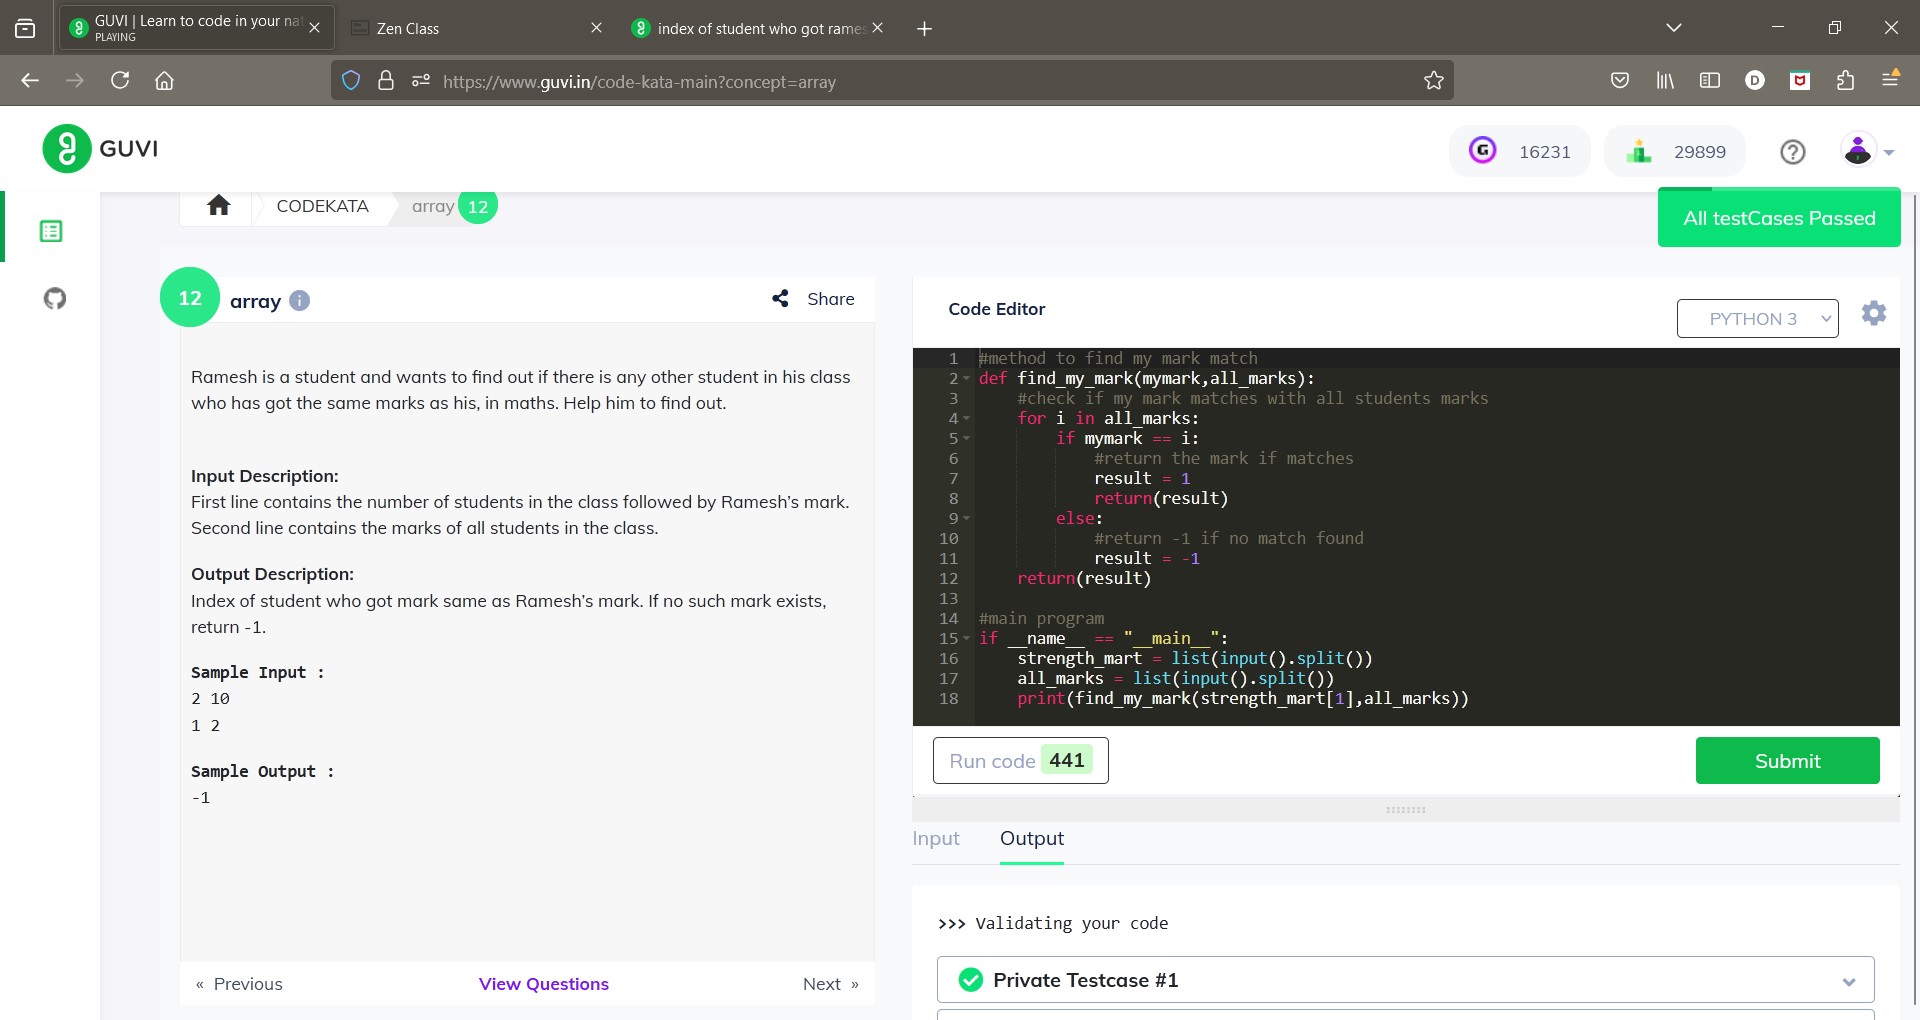 GUVI | Learn to code in your nat
PLAYING
Zen Class
index of student who got rames
https://www.guvi.in/code-kata-main?concept=array
D
GUVI
G 16231
29899
CODEKATA
array 12
All testCases Passed
12 array i
Share
Ramesh is a student and wants to find out if there is any other student in his class
who has got the same marks as his, in maths. Help him to find out.
Input Description:
First line contains the number of students in the class followed by Ramesh’s mark.
Second line contains the marks of all students in the class.
Output Description:
Index of student who got mark same as Ramesh’s mark. If no such mark exists,
return -1.
Sample Input :
2 10
1 2
Sample Output :
-1
« Previous
View Questions
Next »
Code Editor
PYTHON 3
1 #method to find my mark match
2 def find_my_mark(mymark,all_marks):
3 #check if my mark matches with all students marks
4 for i in all_marks:
5 if mymark == i:
6 #return the mark if matches
7 result = 1
8 return(result)
9 else:
10 #return -1 if no match found
11 result = -1
12 return(result)
13
14 #main program
15 if __name__ == "__main__":
16 strength_mart = list(input().split())
17 all_marks = list(input().split())
18 print(find_my_mark(strength_mart[1],all_marks))
Run code 441
Submit
Input
Output
>>> Validating your code
Private Testcase #1